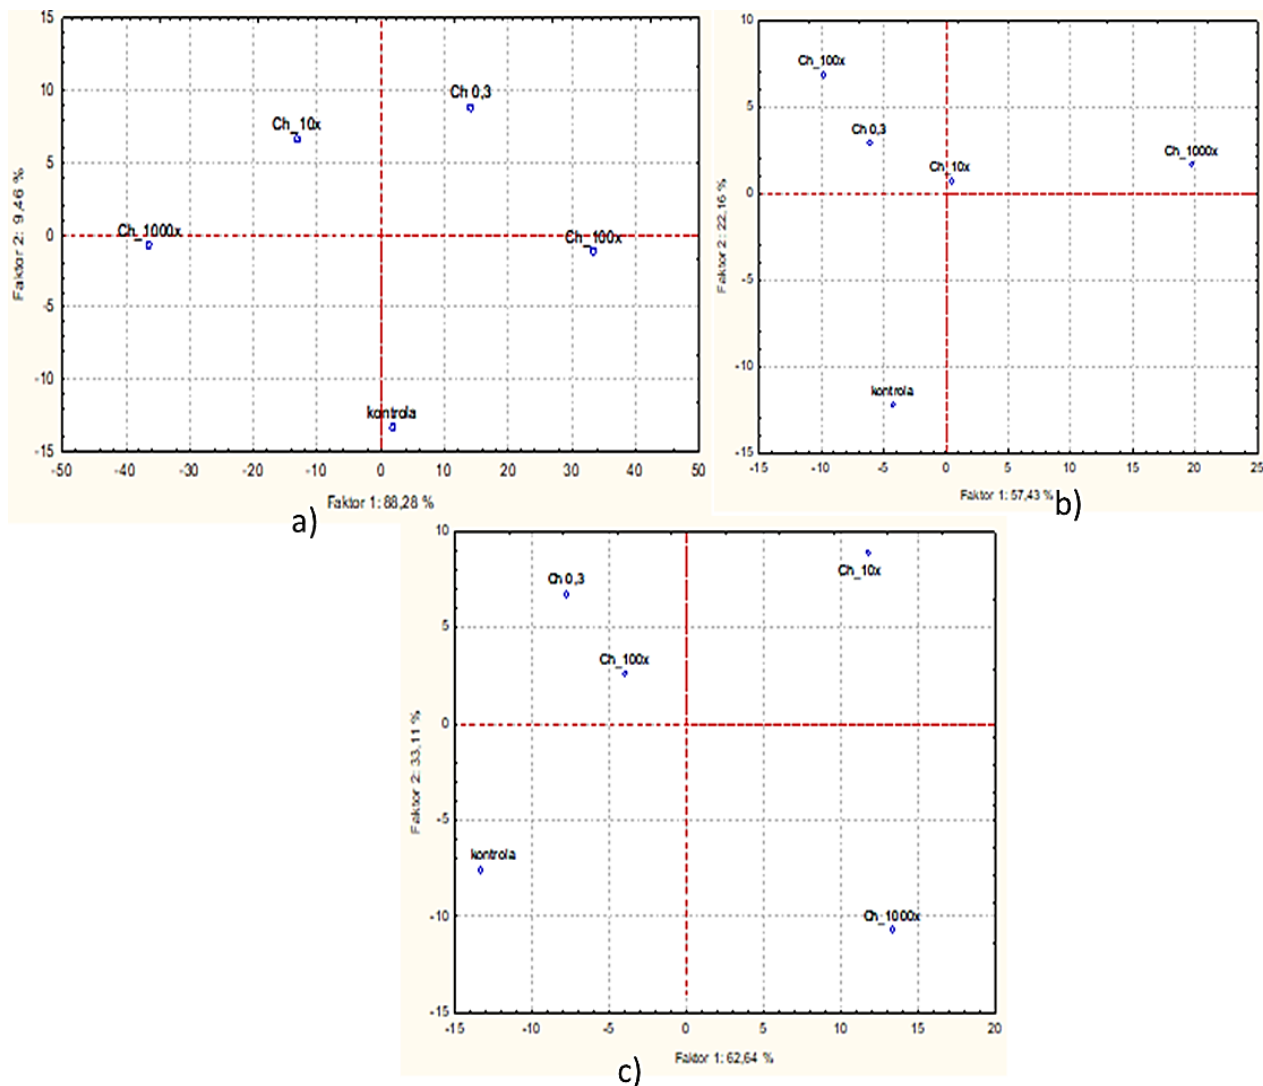 15
10
5
0
-5
-10
-15
Faktor 2: 9,46 %
Ch 0,3
Ch_10x
Ch_1000x
Ch_100x
kontrola
-50 -40 -30 -20 -10 0 10 20 30 40 50
Faktor 1: 88,28 %
a)
10
5
0
-5
-10
-15
Faktor 2: 22,16 %
Ch_100x
Ch 0,3
Ch_10x
Ch_1000x
kontrola
-15 -10 -5 0 5 10 15 20 25
Faktor 1: 57,43 %
b)
10
5
0
-5
-10
-15
Faktor 2: 33,11 %
Ch 0,3
Ch_10x
Ch_100x
kontrola
Ch_1000x
-15 -10 -5 0 5 10 15 20
Faktor 1: 62,64 %
c)